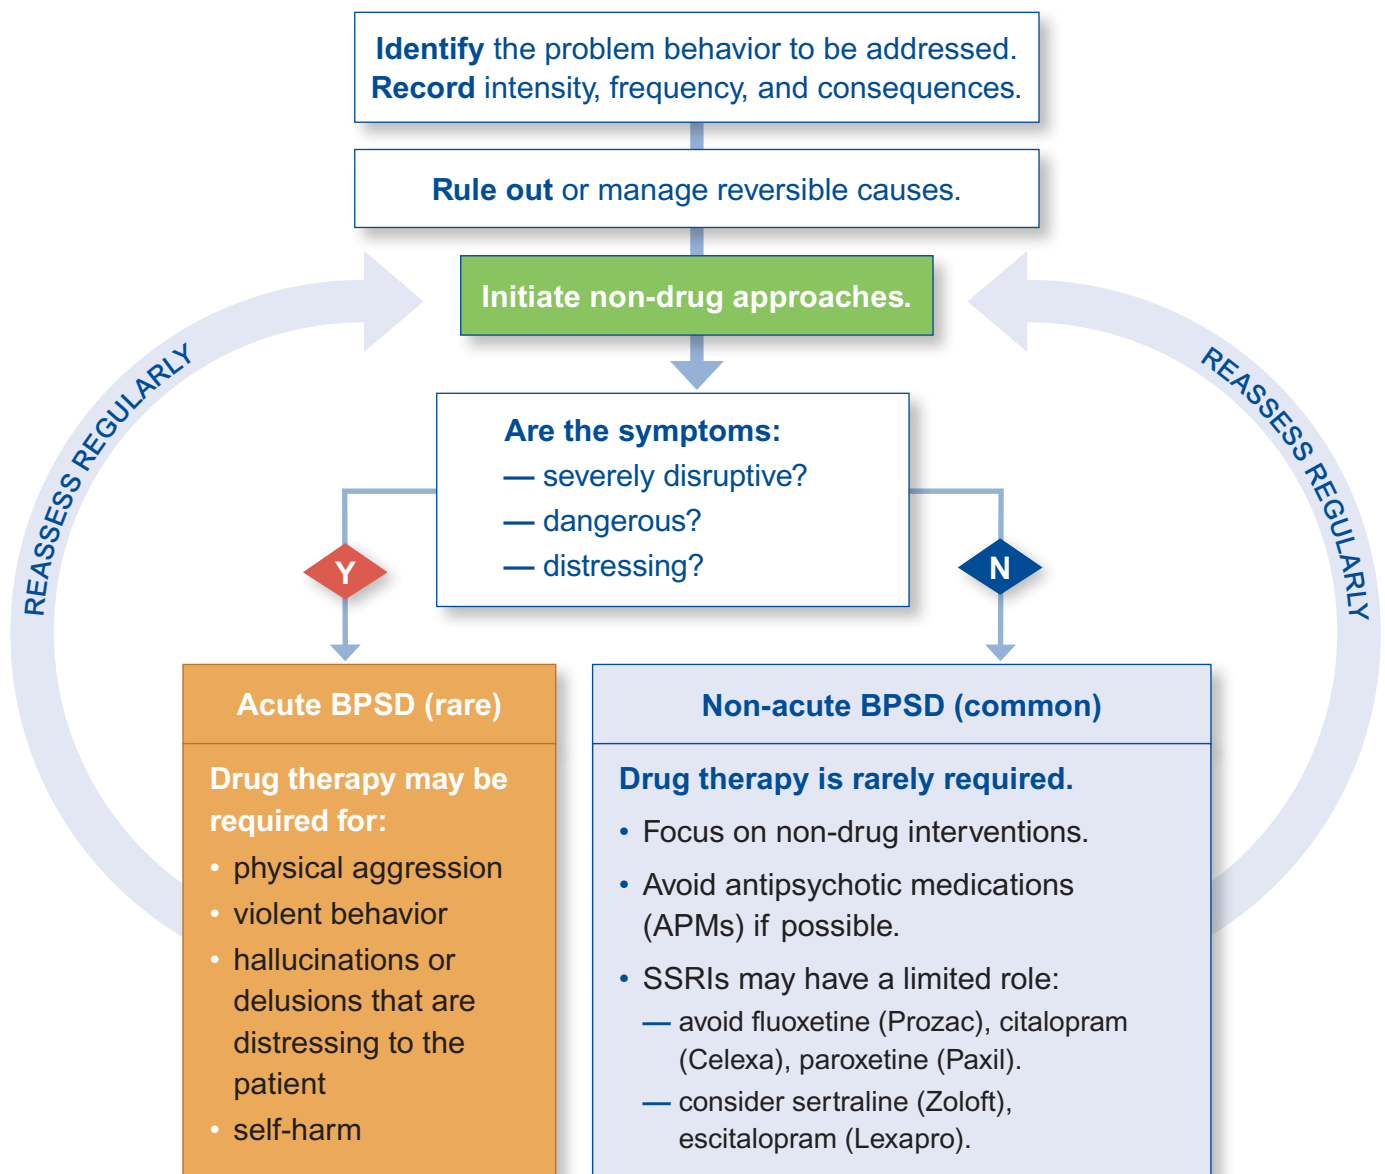 Identify the problem behavior to be addressed.
Record intensity, frequency, and consequences.
Rule out or manage reversible causes.
Initiate non-drug approaches.
REASSESS REGULARLY
REASSESS REGULARLY
Are the symptoms:
— severely disruptive?
— dangerous?
— distressing?
Y
N
Acute BPSD (rare)
Drug therapy may be
required for:
• physical aggression
• violent behavior
• hallucinations or
delusions that are
distressing to the
patient
• self-harm
Non-acute BPSD (common)
Drug therapy is rarely required.
• Focus on non-drug interventions.
• Avoid antipsychotic medications
(APMs) if possible.
• SSRIs may have a limited role:
— avoid fluoxetine (Prozac), citalopram
(Celexa), paroxetine (Paxil).
— consider sertraline (Zoloft),
escitalopram (Lexapro).